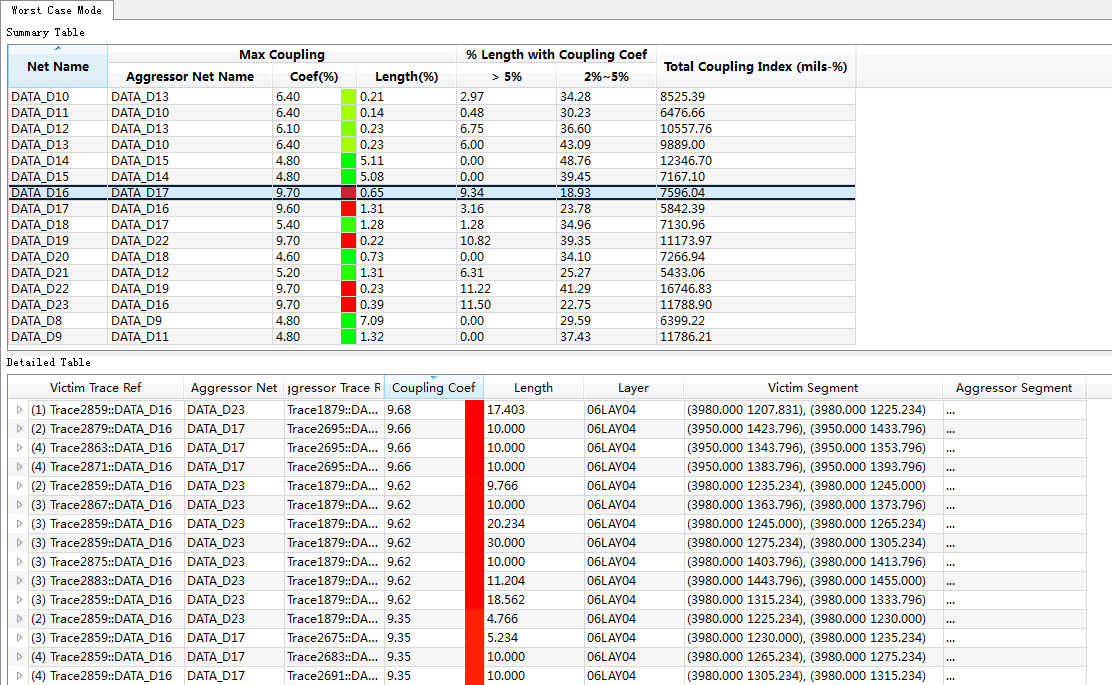 Worst Case Mode
Summary Table
Net Name Max Coupling % Length with Coupling Coef Total Coupling Index (mils-%)
Aggressor Net Name Coef(%) Length(%) > 5% 2%~5%
DATA_D10 DATA_D13 6.40 0.21 2.97 34.28 8525.39
DATA_D11 DATA_D10 6.40 0.14 0.48 30.23 6476.66
DATA_D12 DATA_D13 6.10 0.23 6.75 36.60 10557.76
DATA_D13 DATA_D10 6.40 0.23 6.00 43.09 9889.00
DATA_D14 DATA_D15 4.80 5.11 0.00 48.76 12346.70
DATA_D15 DATA_D14 4.80 5.08 0.00 39.45 7167.10
DATA_D16 DATA_D17 9.70 0.65 9.34 18.93 7596.04
DATA_D17 DATA_D16 9.60 1.31 3.16 23.78 5842.39
DATA_D18 DATA_D17 5.40 1.28 1.28 34.96 7130.96
DATA_D19 DATA_D22 9.70 0.22 10.82 39.35 11173.97
DATA_D20 DATA_D18 4.60 0.73 0.00 34.10 7266.94
DATA_D21 DATA_D12 5.20 1.31 6.31 25.27 5433.06
DATA_D22 DATA_D19 9.70 0.23 11.22 41.29 16746.83
DATA_D23 DATA_D16 9.70 0.39 11.50 22.75 11788.90
DATA_D8 DATA_D9 4.80 7.09 0.00 29.59 6399.22
DATA_D9 DATA_D11 4.80 1.32 0.00 37.43 11786.21
Detailed Table
Victim Trace Ref Aggressor Net ggressor Trace R Coupling Coef Length Layer Victim Segment Aggressor Segment
(1) Trace2859::DATA_D16 DATA_D23 Trace1879::DA... 9.68 17.403 06LAY04 (3980.000 1207.831), (3980.000 1225.234) ...
(2) Trace2879::DATA_D16 DATA_D17 Trace2695::DA... 9.66 10.000 06LAY04 (3950.000 1423.796), (3950.000 1433.796) ...
(4) Trace2863::DATA_D16 DATA_D17 Trace2695::DA... 9.66 10.000 06LAY04 (3950.000 1343.796), (3950.000 1353.796) ...
(4) Trace2871::DATA_D16 DATA_D17 Trace2695::DA... 9.66 10.000 06LAY04 (3950.000 1383.796), (3950.000 1393.796) ...
(2) Trace2859::DATA_D16 DATA_D23 Trace1879::DA... 9.62 9.766 06LAY04 (3980.000 1235.234), (3980.000 1245.000) ...
(3) Trace2867::DATA_D16 DATA_D23 Trace1879::DA... 9.62 10.000 06LAY04 (3980.000 1363.796), (3980.000 1373.796) ...
(3) Trace2859::DATA_D16 DATA_D23 Trace1879::DA... 9.62 20.234 06LAY04 (3980.000 1245.000), (3980.000 1265.234) ...
(3) Trace2859::DATA_D16 DATA_D23 Trace1879::DA... 9.62 30.000 06LAY04 (3980.000 1275.234), (3980.000 1305.234) ...
(3) Trace2875::DATA_D16 DATA_D23 Trace1879::DA... 9.62 10.000 06LAY04 (3980.000 1403.796), (3980.000 1413.796) ...
(3) Trace2883::DATA_D16 DATA_D23 Trace1879::DA... 9.62 11.204 06LAY04 (3980.000 1443.796), (3980.000 1455.000) ...
(3) Trace2859::DATA_D16 DATA_D23 Trace1879::DA... 9.62 18.562 06LAY04 (3980.000 1315.234), (3980.000 1333.796) ...
(2) Trace2859::DATA_D16 DATA_D23 Trace1879::DA... 9.35 4.766 06LAY04 (3980.000 1225.234), (3980.000 1230.000) ...
(3) Trace2859::DATA_D16 DATA_D17 Trace2675::DA... 9.35 5.234 06LAY04 (3980.000 1230.000), (3980.000 1235.234) ...
(4) Trace2859::DATA_D16 DATA_D17 Trace2683::DA... 9.35 10.000 06LAY04 (3980.000 1265.234), (3980.000 1275.234) ...
(4) Trace2859::DATA_D16 DATA_D17 Trace2691::DA... 9.35 10.000 06LAY04 (3980.000 1305.234), (3980.000 1315.234) ...